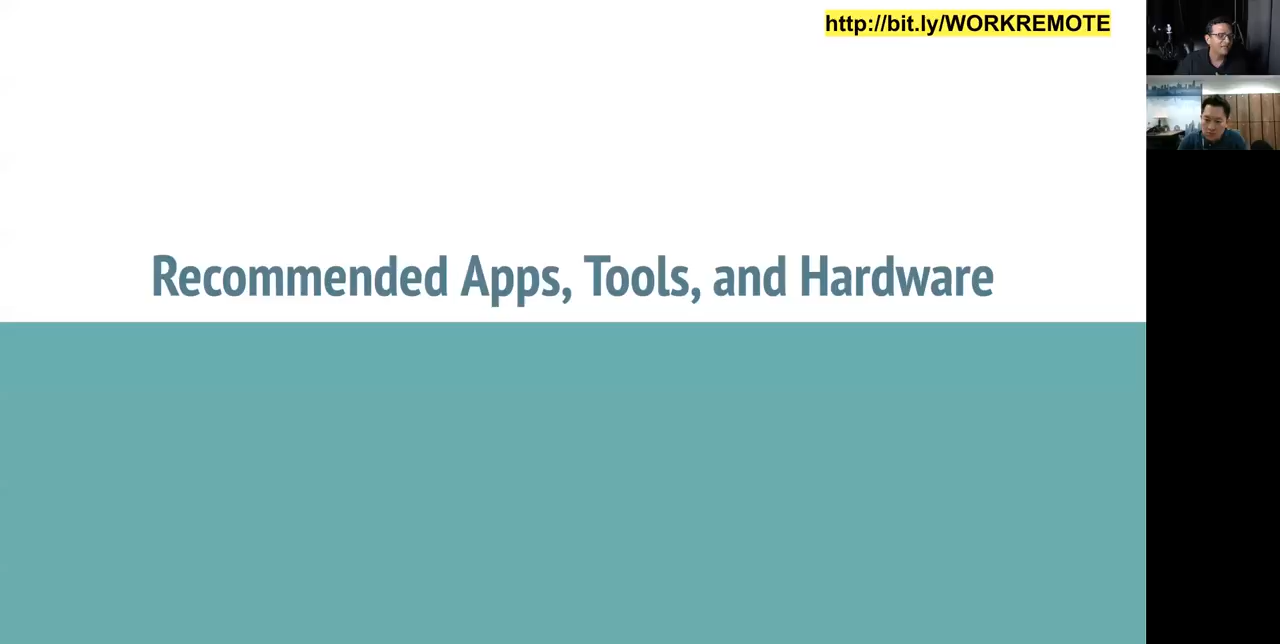 http://bit.ly/WORKREMOTE
Recommended Apps, Tools, and Hardware